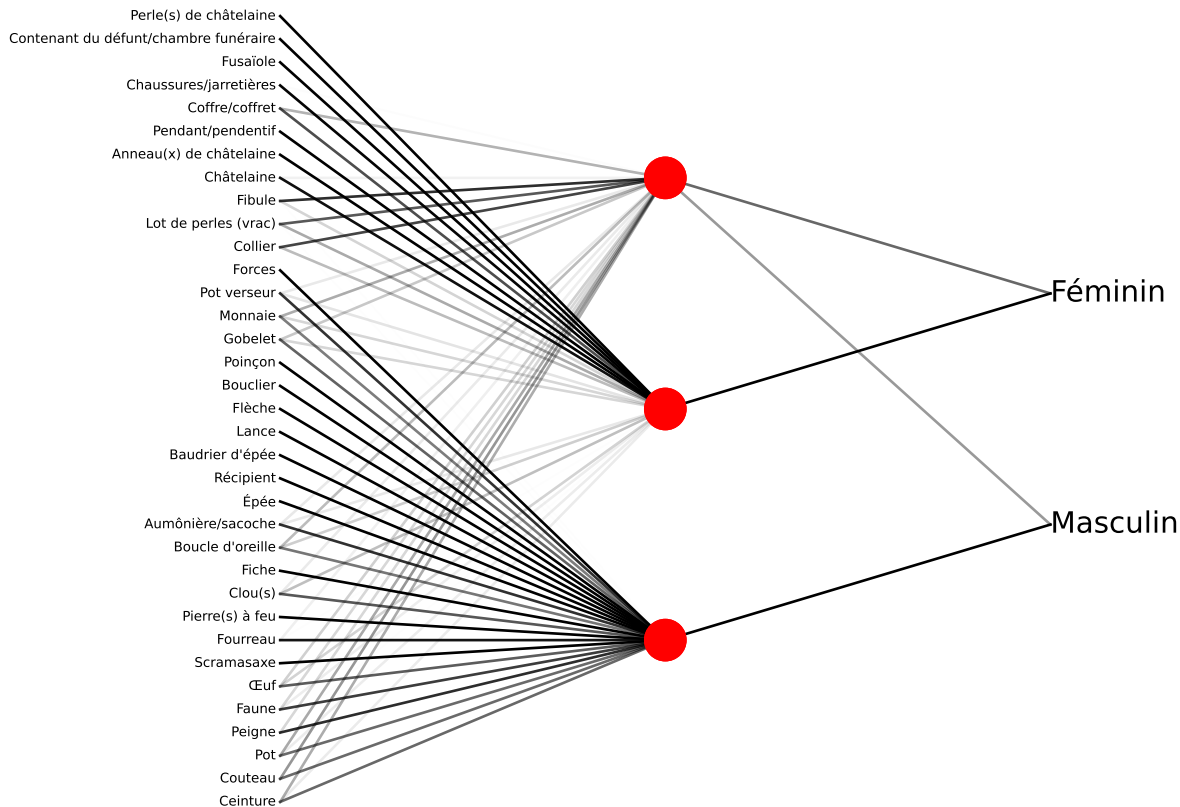 Perle(s) de châtelaine
Contenant du défunt/chambre funéraire
Fusaïole
Chaussures/jarretières
Coffre/coffret
Pendant/pendentif
Anneau(x) de châtelaine
Châtelaine
Fibule
Lot de perles (vrac)
Collier
Forces
Pot verseur
Monnaie
Gobelet
Poinçon
Bouclier
Flèche
Lance
Baudrier d'épée
Récipient
Épée
Aumônière/sacoche
Boucle d'oreille
Fiche
Clou(s)
Pierre(s) à feu
Fourreau
Scramasaxe
Œuf
Faune
Peigne
Pot
Couteau
Ceinture
Féminin
Masculin